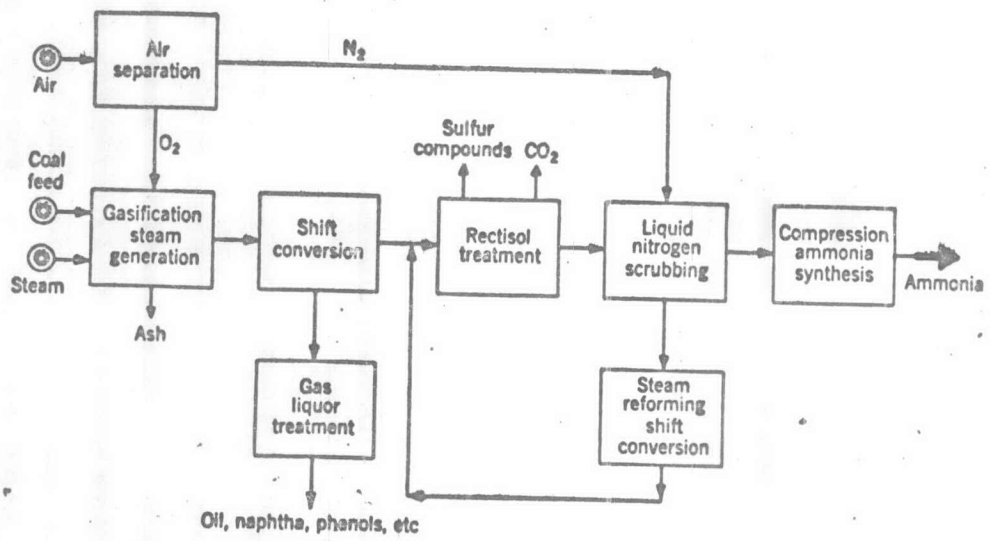 Air
Air
separation
N₂
O₂
Coal
feed
Steam
Gasification
steam
generation
Ash
Shift
conversion
Gas
liquor
treatment
Oil, naphtha, phenols, etc
Sulfur
compounds CO₂
Rectisol
treatment
Liquid
nitrogen
scrubbing
Steam
reforming
shift
conversion
Compression
ammonia
synthesis
Ammonia